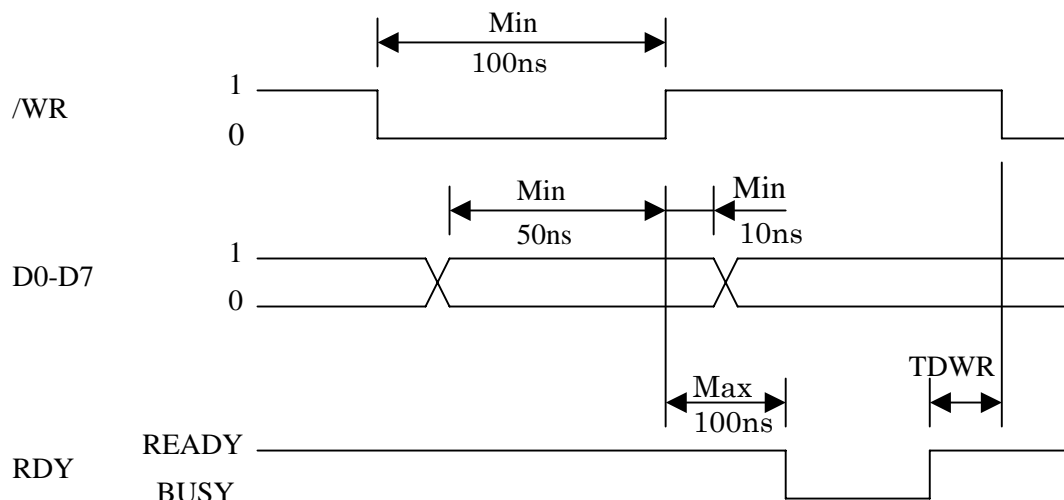 Min
100ns
/WR
1
0
Min
50ns
Min
10ns
D0-D7
1
0
TDWR
Max
100ns
RDY
READY
BUSY